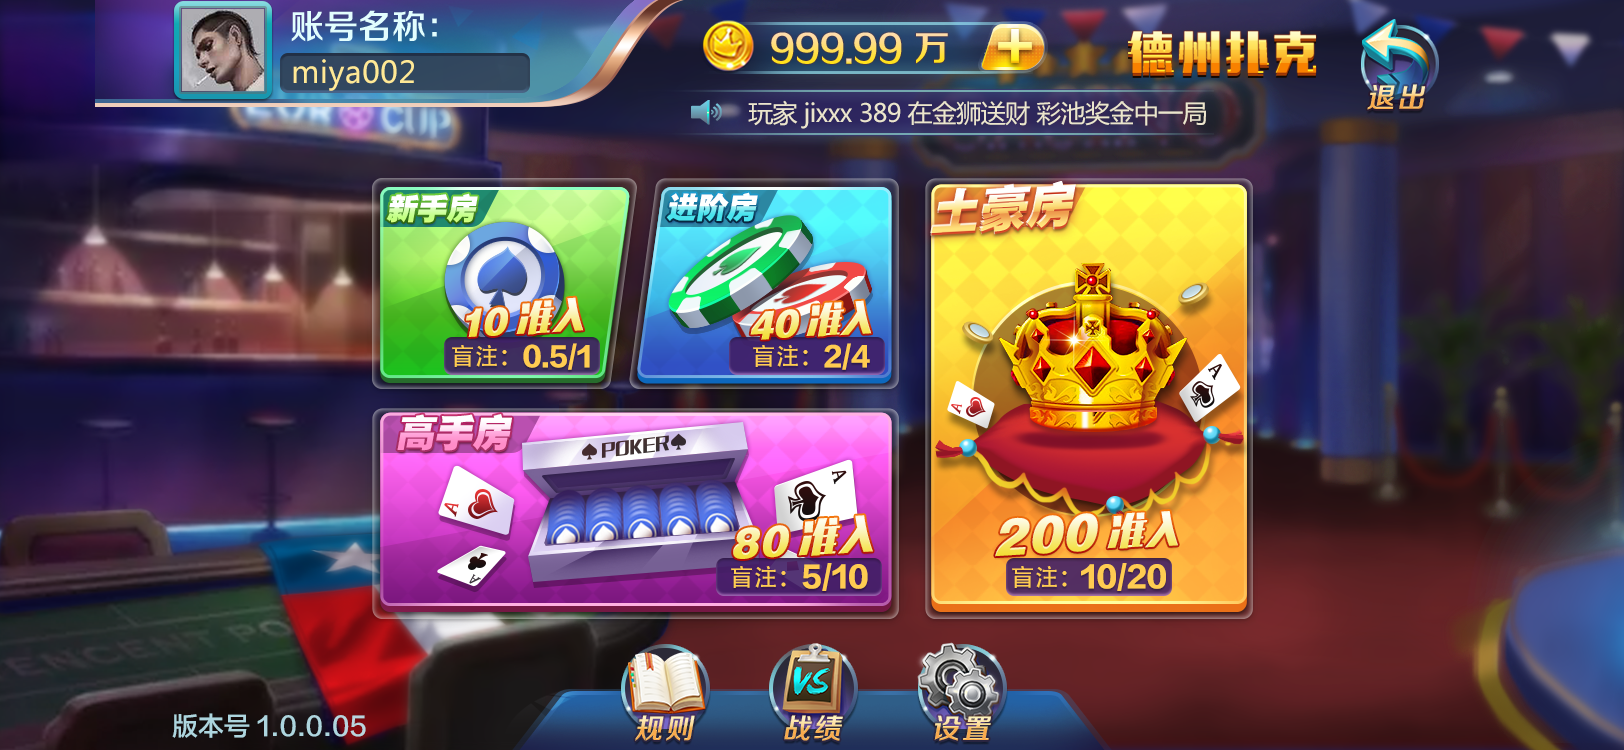 账号名称：
miya002
999.99 万
德州扑克
退出
玩家 jixxx 389 在金狮送财 彩池奖金中一局
CUP
新手房
10 准入
盲注：0.5/1
进阶房
40 准入
盲注：2/4
土豪房
200 准入
盲注：10/20
高手房
POKER
A
A
A
80 准入
盲注：5/10
A
A
规则
VS
战绩
设置
版本号 1.0.0.05